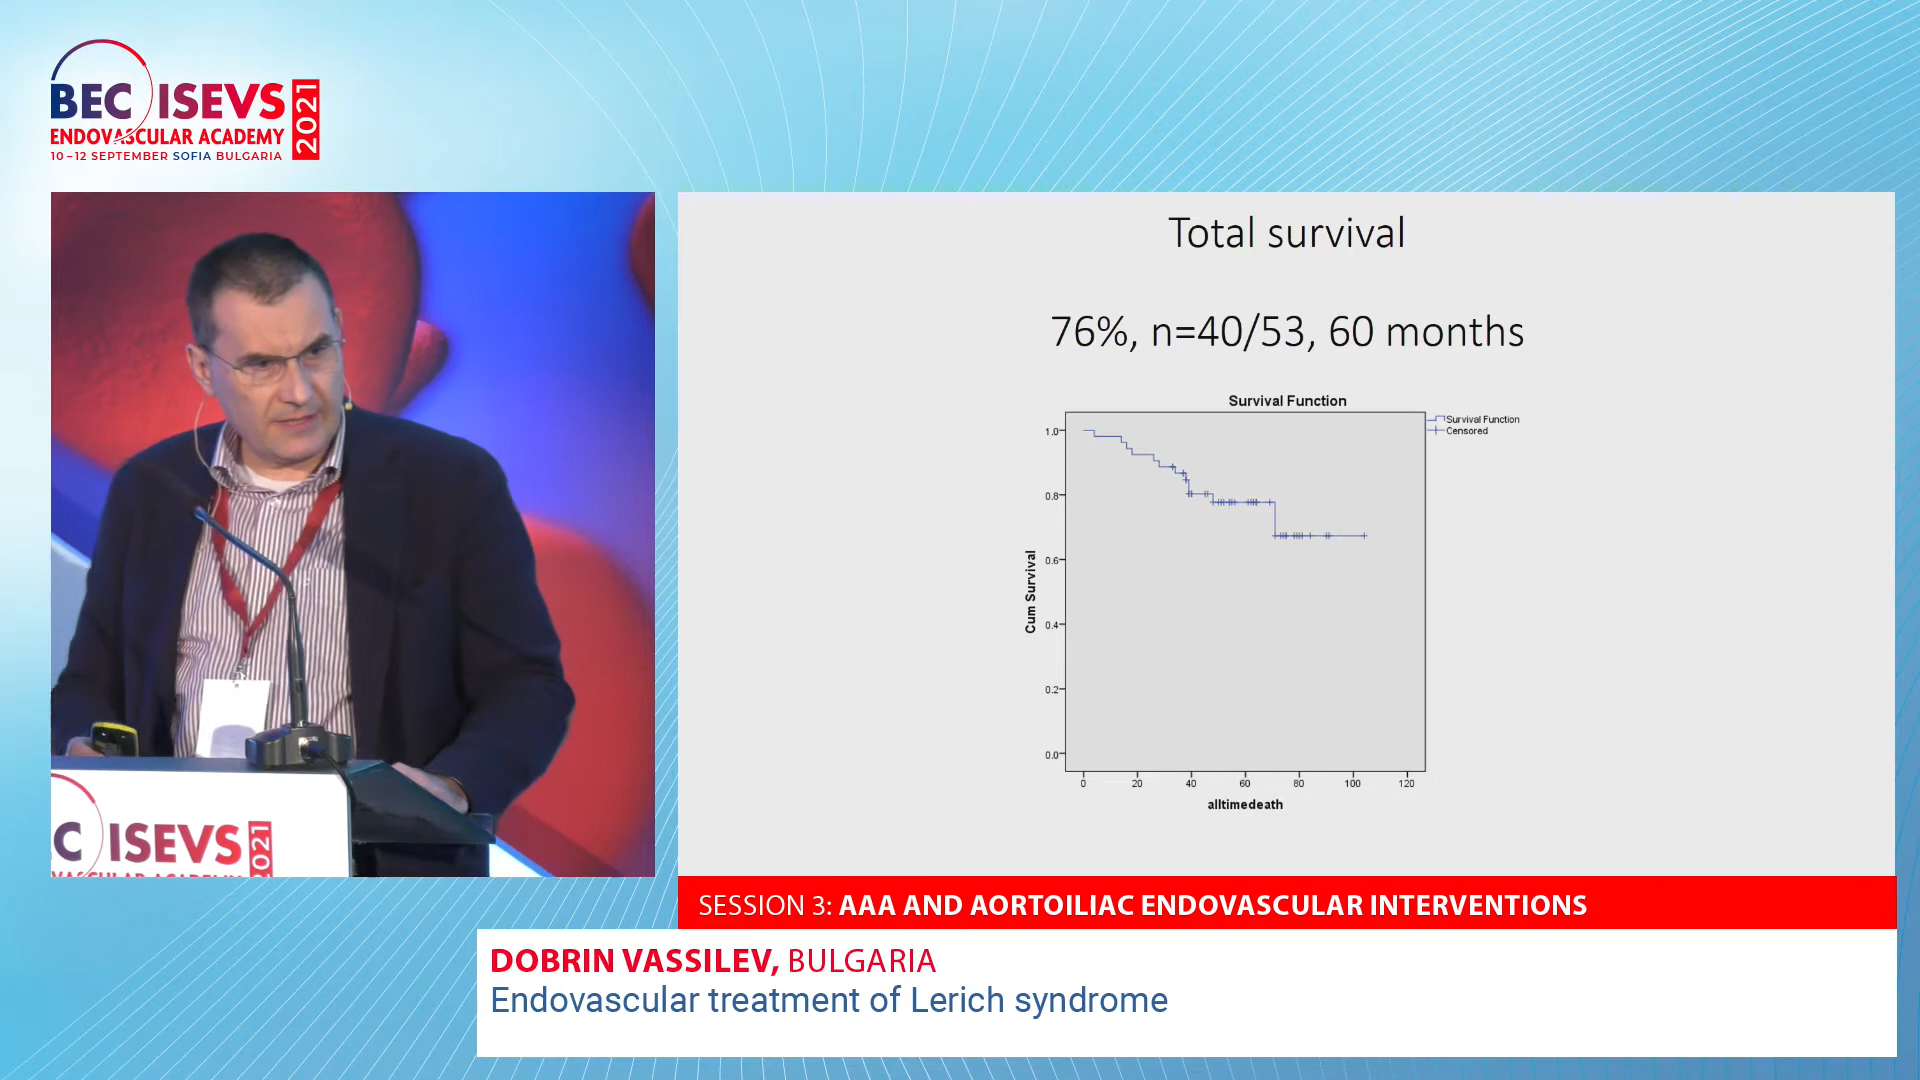 BEC ISEVS 2021
ENDOVASCULAR ACADEMY
10–12 SEPTEMBER SOFIA BULGARIA
C ISEVS 2021
VASCULAR ACADEMY
Total survival
76%, n=40/53, 60 months
Survival Function
Survival Function
Censored
Cum Survival
1.0
0.8
0.6
0.4
0.2
0.0
0 20 40 60 80 100 120
alltimedeath
SESSION 3: AAA AND AORTOILIAC ENDOVASCULAR INTERVENTIONS
DOBRIN VASSILEV, BULGARIA
Endovascular treatment of Lerich syndrome